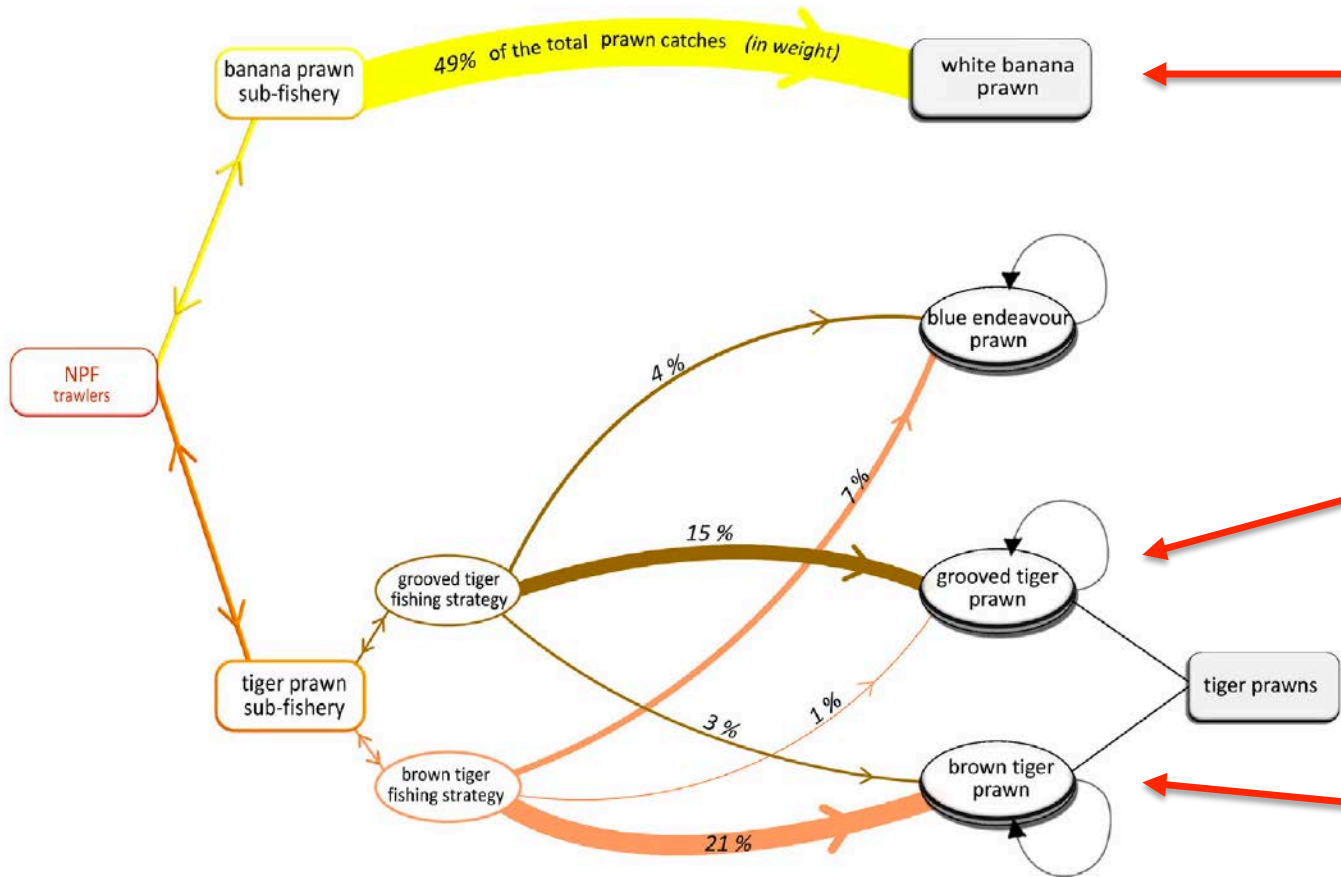 49% of the total prawn catches (in weight)
banana prawn
sub-fishery
white banana
prawn
blue endeavour
prawn
4 %
NPF
trawlers
7 %
15 %
grooved tiger
fishing strategy
grooved tiger
prawn
tiger prawn
sub-fishery
tiger prawns
1 %
3 %
brown tiger
fishing strategy
brown tiger
prawn
21 %